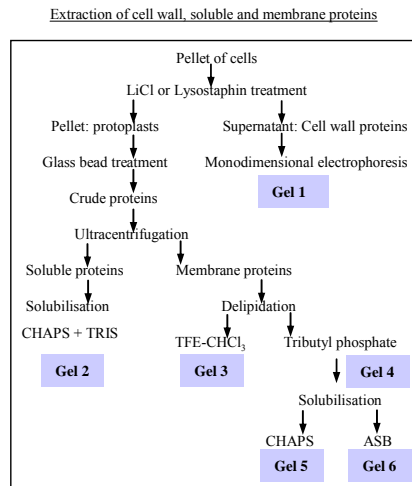 Extraction of cell wall, soluble and membrane proteins
Pellet of cells
LiCl or Lysostaphin treatment
Pellet: protoplasts
Supernatant: Cell wall proteins
Glass bead treatment
Monodimensional electrophoresis
Gel 1
Crude proteins
Ultracentrifugation
Soluble proteins
Membrane proteins
Solubilisation
Delipidation
CHAPS + TRIS
TFE-CHCl₃
Tributyl phosphate
Gel 2
Gel 3
Gel 4
Solubilisation
CHAPS
ASB
Gel 5
Gel 6